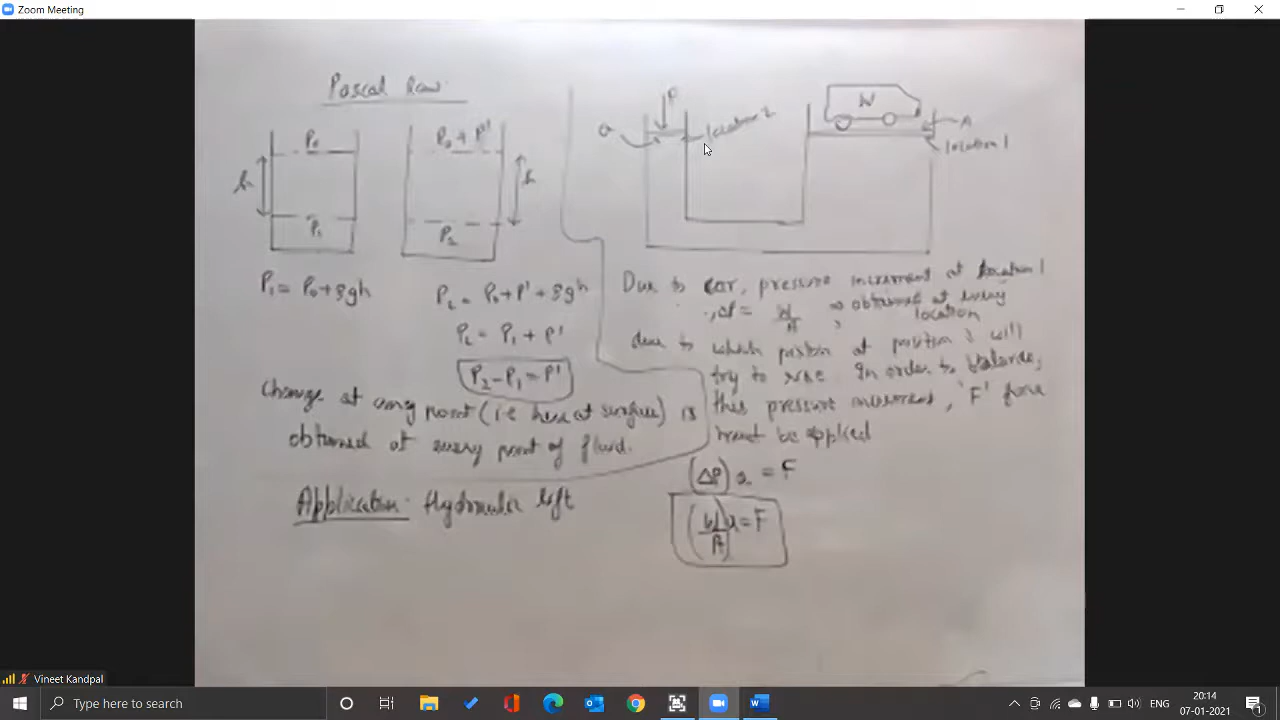 Zoom Meeting
Pascal law
P₀
P₀ + P'
h
h
P₁
P₂
P₁ = P₀ + ρgh
P₂ = P₀ + P' + ρgh
P₂ = P₁ + P'
P₂ - P₁ = P'
Change at any point (i.e here at surface) is
obtained at every point of fluid.
Application- Hydraulic lift
F
a
location 2
W
A
location 1
Due to car, pressure increment at location 1
ΔP = W/A ⇒ obtained at every
location
due to which piston at position 2 will
try to rise. In order to balance,
this pressure increment, 'F' force
must be applied
(ΔP) a = F
(W/A)a = F
Vineet Kandpal
Type here to search
ENG
20:14
07-01-2021
1